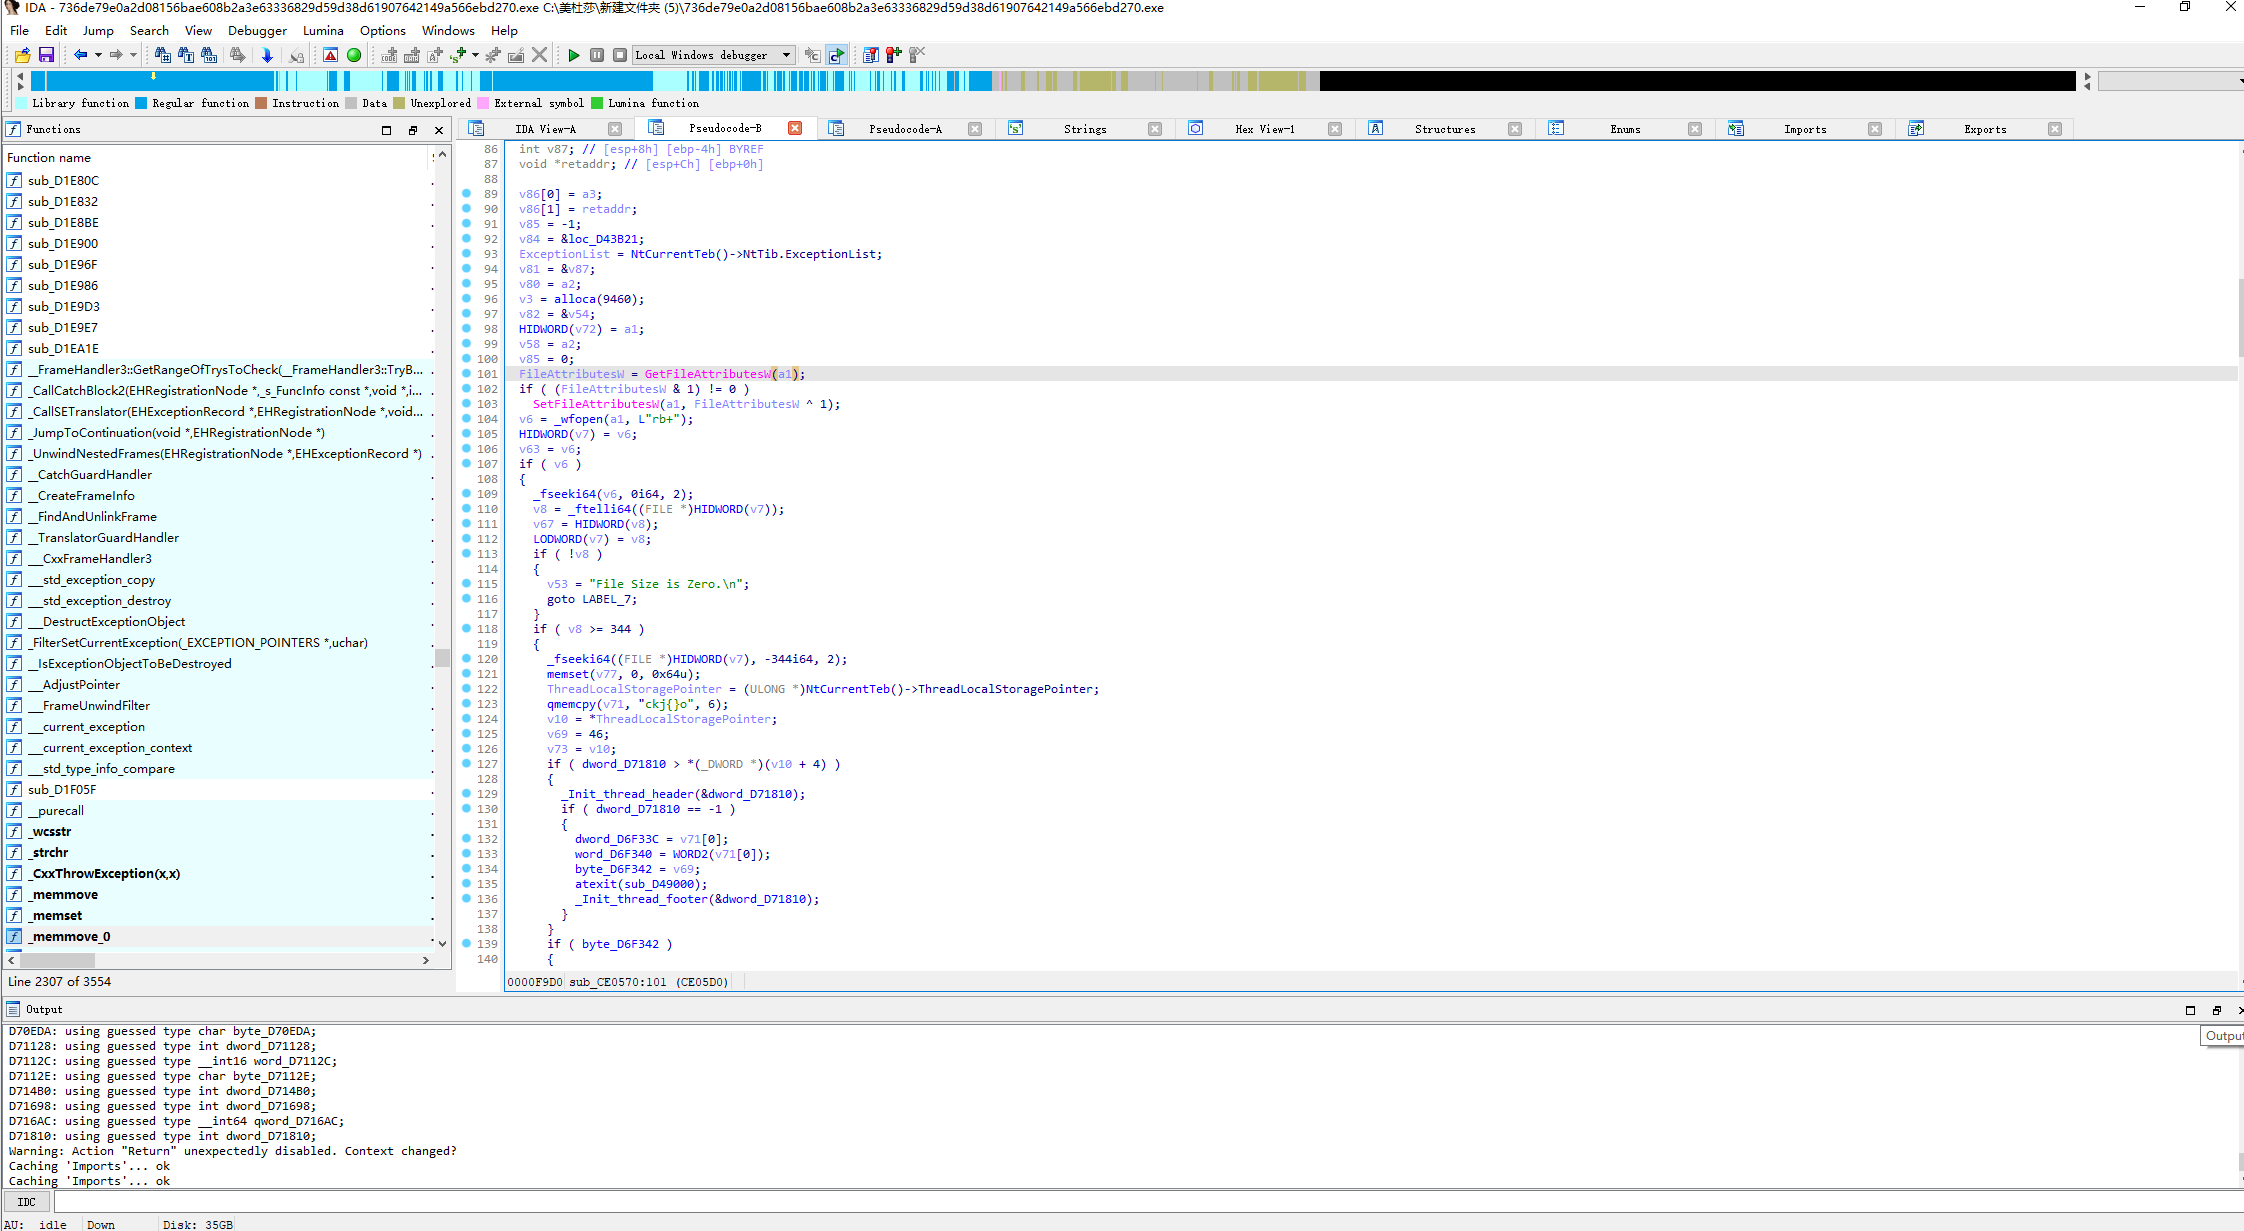 IDA - 736de79e0a2d08156bae608b2a3e63336829d59d38d61907642149a566ebd270.exe C:\美杜莎\新建文件夹 (5)\736de79e0a2d08156bae608b2a3e63336829d59d38d61907642149a566ebd270.exe
File Edit Jump Search View Debugger Lumina Options Windows Help
Local Windows debugger
Library function Regular function Instruction Data Unexplored External symbol Lumina function
Functions
IDA View-A Pseudocode-B Pseudocode-A Strings Hex View-1 Structures Enums Imports Exports
Function name
sub_D1E80C
sub_D1E832
sub_D1E8BE
sub_D1E900
sub_D1E96F
sub_D1E986
sub_D1E9D3
sub_D1E9E7
sub_D1EA1E
__FrameHandler3::GetRangeOfTrysToCheck(__FrameHandler3::TryB...
_CallCatchBlock2(EHRegistrationNode *,_s_FuncInfo const *,void *,i...
_CallSETranslator(EHExceptionRecord *,EHRegistrationNode *,void...
_JumpToContinuation(void *,EHRegistrationNode *)
_UnwindNestedFrames(EHRegistrationNode *,EHExceptionRecord *)
__CatchGuardHandler
__CreateFrameInfo
__FindAndUnlinkFrame
__TranslatorGuardHandler
___CxxFrameHandler3
___std_exception_copy
___std_exception_destroy
___DestructExceptionObject
_FilterSetCurrentException(_EXCEPTION_POINTERS *,uchar)
__IsExceptionObjectToBeDestroyed
___AdjustPointer
___FrameUnwindFilter
___current_exception
___current_exception_context
___std_type_info_compare
sub_D1F05F
__purecall
_wcsstr
_strchr
_CxxThrowException(x,x)
_memmove
_memset
_memmove_0
Line 2307 of 3554
86 int v87; // [esp+8h] [ebp-4h] BYREF
87 void *retaddr; // [esp+Ch] [ebp+0h]
88
89 v86[0] = a3;
90 v86[1] = retaddr;
91 v85 = -1;
92 v84 = &loc_D43B21;
93 ExceptionList = NtCurrentTeb()->NtTib.ExceptionList;
94 v81 = &v87;
95 v80 = a2;
96 v3 = alloca(9460);
97 v82 = &v54;
98 HIDWORD(v72) = a1;
99 v58 = a2;
100 v85 = 0;
101 FileAttributesW = GetFileAttributesW(a1);
102 if ( (FileAttributesW & 1) != 0 )
103 SetFileAttributesW(a1, FileAttributesW ^ 1);
104 v6 = _wfopen(a1, L"rb+");
105 HIDWORD(v7) = v6;
106 v63 = v6;
107 if ( v6 )
108 {
109 _fseeki64(v6, 0i64, 2);
110 v8 = _ftelli64((FILE *)HIDWORD(v7));
111 v67 = HIDWORD(v8);
112 LODWORD(v7) = v8;
113 if ( !v8 )
114 {
115 v53 = "File Size is Zero.\n";
116 goto LABEL_7;
117 }
118 if ( v8 >= 344 )
119 {
120 _fseeki64((FILE *)HIDWORD(v7), -344i64, 2);
121 memset(v77, 0, 0x64u);
122 ThreadLocalStoragePointer = (ULONG *)NtCurrentTeb()->ThreadLocalStoragePointer;
123 qmemcpy(v71, "ckj{}o", 6);
124 v10 = *ThreadLocalStoragePointer;
125 v69 = 46;
126 v73 = v10;
127 if ( dword_D71810 > *(_DWORD *)(v10 + 4) )
128 {
129 _Init_thread_header(&dword_D71810);
130 if ( dword_D71810 == -1 )
131 {
132 dword_D6F33C = v71[0];
133 word_D6F340 = WORD2(v71[0]);
134 byte_D6F342 = v69;
135 atexit(sub_D49000);
136 _Init_thread_footer(&dword_D71810);
137 }
138 }
139 if ( byte_D6F342 )
140 {
0000F9D0 sub_CE0570:101 (CE05D0)
Output
D70EDA: using guessed type char byte_D70EDA;
D71128: using guessed type int dword_D71128;
D7112C: using guessed type __int16 word_D7112C;
D7112E: using guessed type char byte_D7112E;
D714B0: using guessed type int dword_D714B0;
D71698: using guessed type int dword_D71698;
D716AC: using guessed type __int64 qword_D716AC;
D71810: using guessed type int dword_D71810;
Warning: Action "Return" unexpectedly disabled. Context changed?
Caching 'Imports'... ok
Caching 'Imports'... ok
Output
IDC
AU: idle Down Disk: 35GB